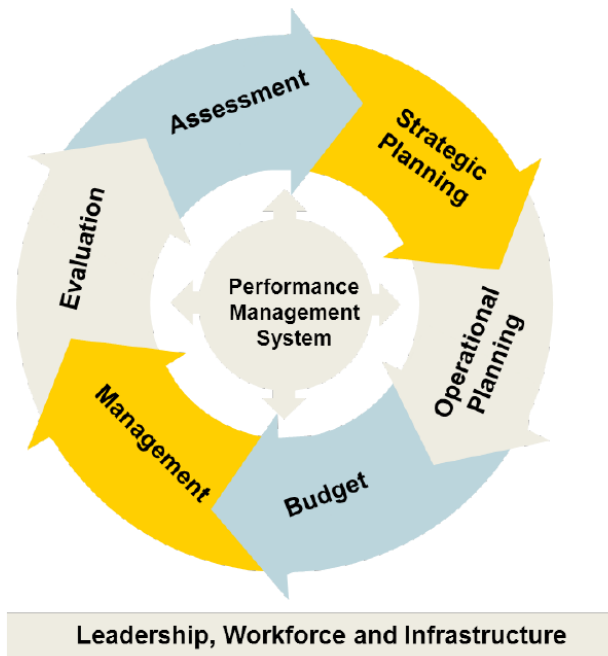 Assessment
Strategic
Planning
Operational
Planning
Budget
Management
Evaluation
Performance
Management
System
Leadership, Workforce and Infrastructure